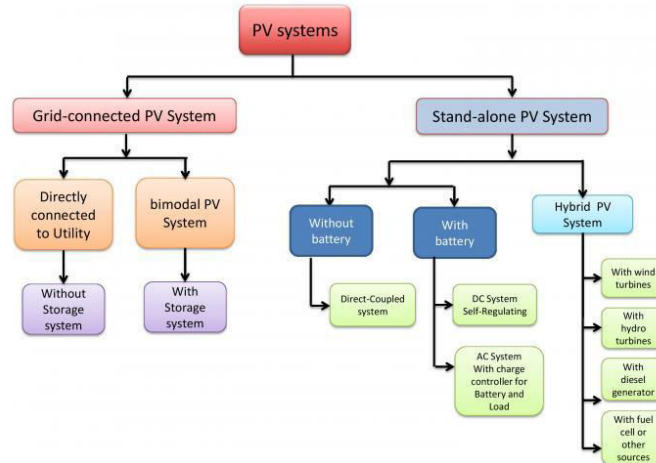 PV systems
Grid-connected PV System
Stand-alone PV System
Directly
connected
to Utility
bimodal PV
System
Without
battery
With
battery
Hybrid PV
System
Without
Storage
system
With
Storage
system
Direct-Coupled
system
DC System
Self-Regulating
AC System
With charge
controller for
Battery and
Load
With wind
turbines
With
hydro
turbines
With
diesel
generator
With fuel
cell or
other
sources